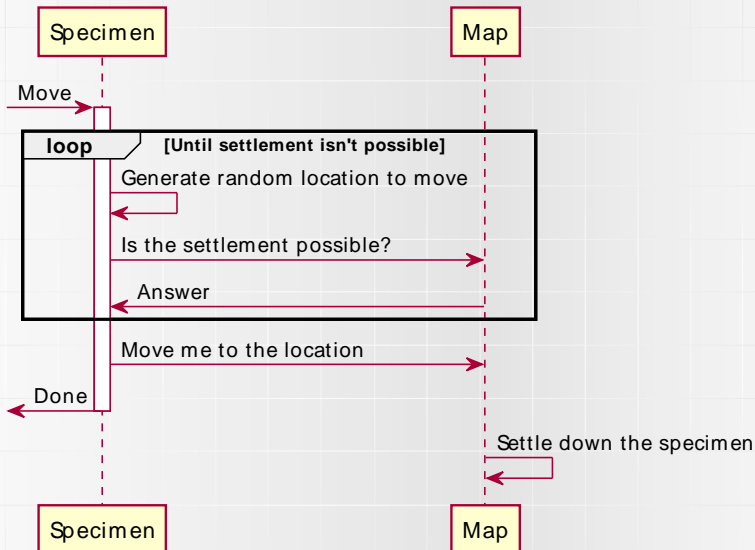 Specimen
Map
Move
loop
[Until settlement isn't possible]
Generate random location to move
Is the settlement possible?
Answer
Move me to the location
Done
Settle down the specimen
Specimen
Map